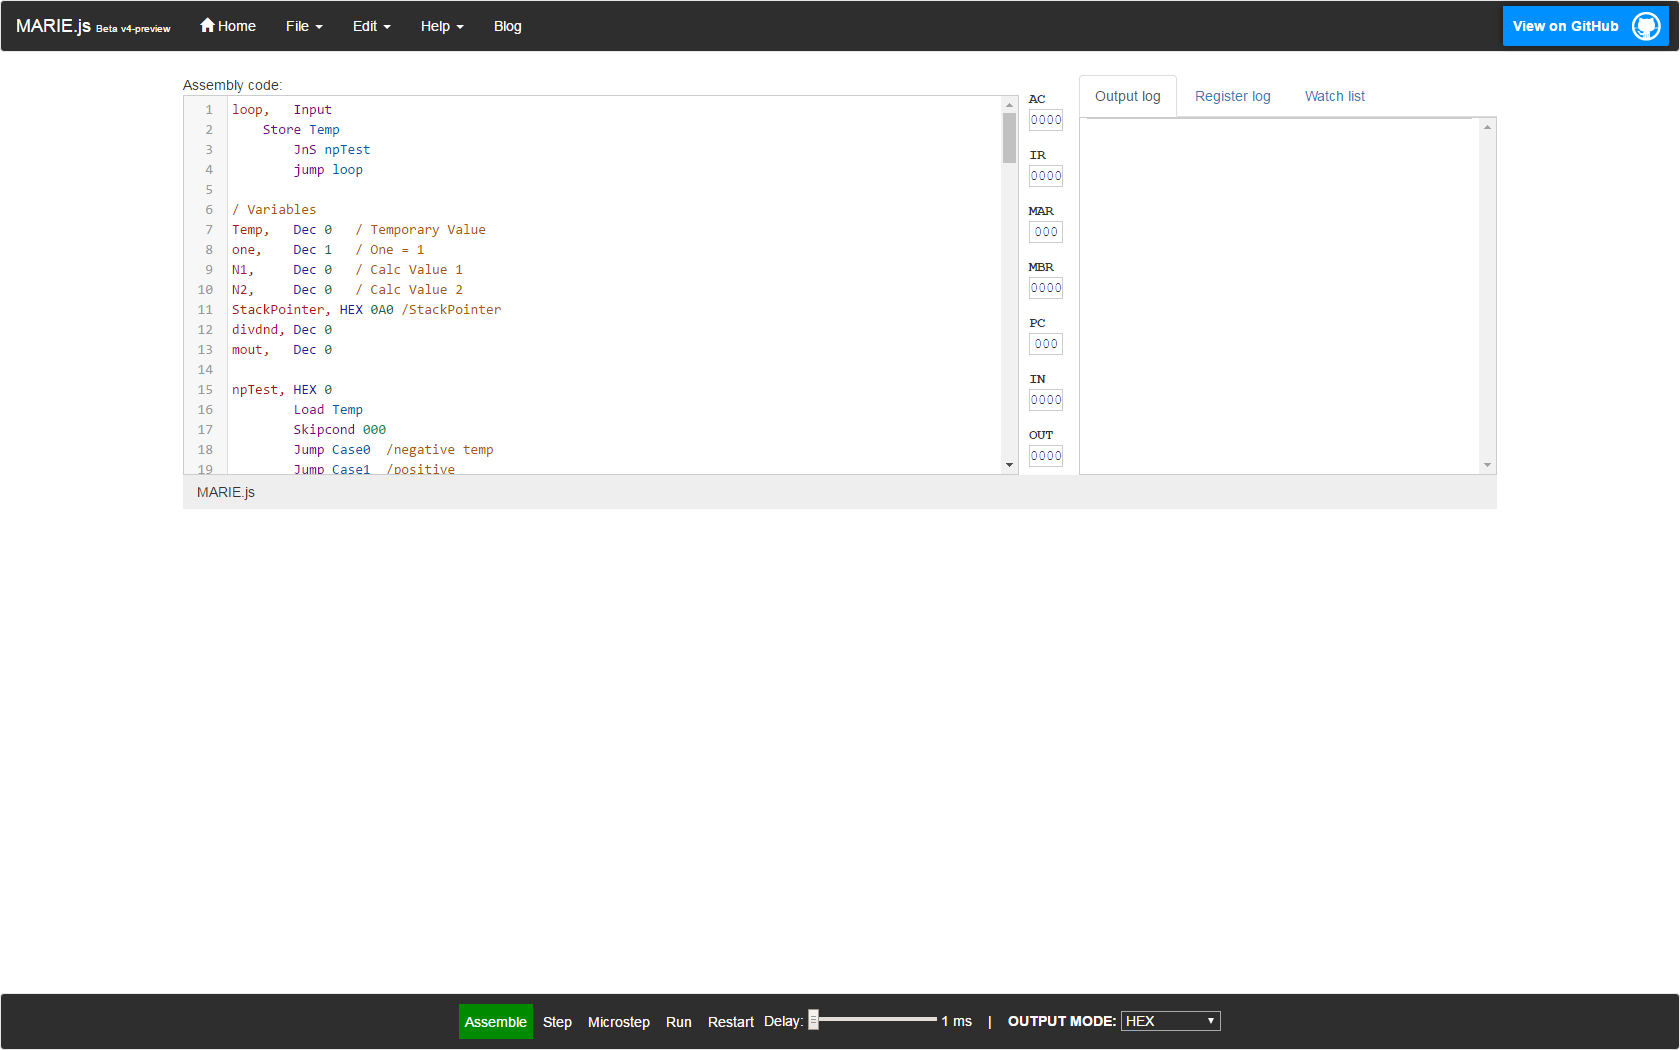 MARIE.js Beta v4-preview Home File Edit Help Blog View on GitHub
Assembly code:
1 loop,   Input
2     Store Temp
3         JnS npTest
4         jump loop
5
6 / Variables
7 Temp,   Dec 0   / Temporary Value
8 one,    Dec 1   / One = 1
9 N1,     Dec 0   / Calc Value 1
10 N2,     Dec 0   / Calc Value 2
11 StackPointer, HEX 0A0 /StackPointer
12 divdnd, Dec 0
13 mout,   Dec 0
14
15 npTest, HEX 0
16         Load Temp
17         Skipcond 000
18         Jump Case0  /negative temp
19         Jump Case1  /positive
AC
0000
IR
0000
MAR
000
MBR
0000
PC
000
IN
0000
OUT
0000
Output log Register log Watch list
MARIE.js
Assemble Step Microstep Run Restart Delay: 1 ms | OUTPUT MODE: HEX